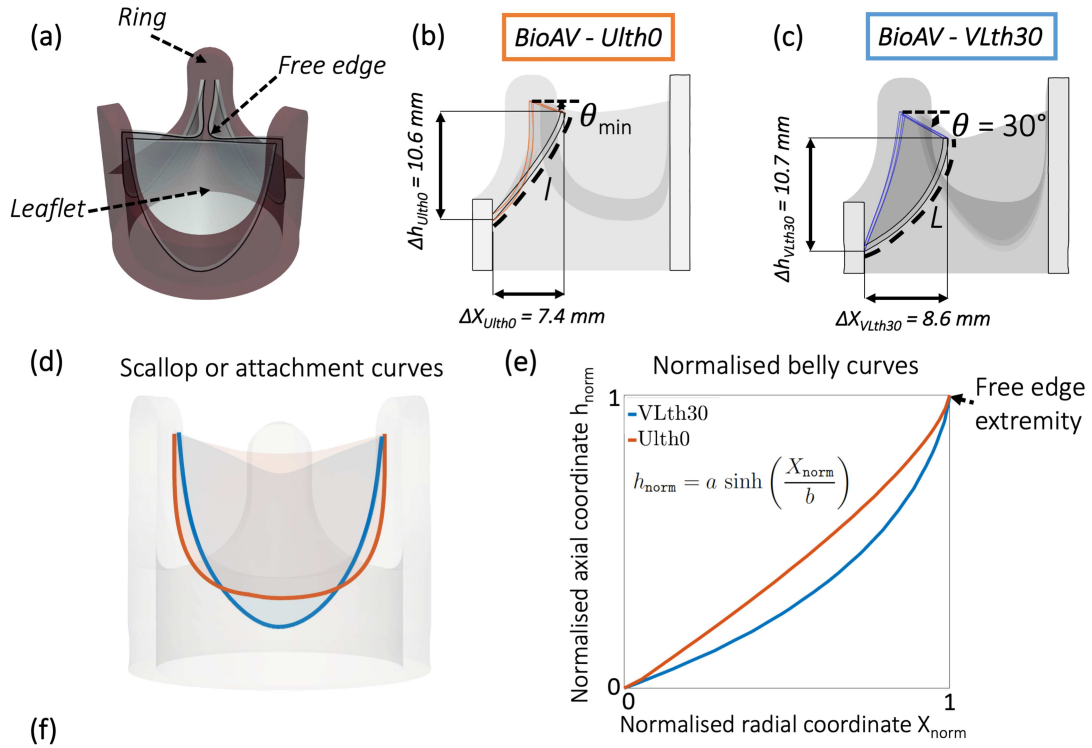 (a)
Ring
Free edge
Leaflet
(b)
BioAV - Ulth0
θmin
Δh_Ulth0 = 10.6 mm
l
ΔX_Ulth0 = 7.4 mm
(c)
BioAV - VLth30
θ = 30°
Δh_VLth30 = 10.7 mm
L
ΔX_VLth30 = 8.6 mm
(d)
Scallop or attachment curves
(e)
Normalised belly curves
Free edge
extremity
1
VLth30
Ulth0
h_norm = a sinh (X_norm / b)
Normalised axial coordinate h_norm
0
0
1
Normalised radial coordinate X_norm
(f)